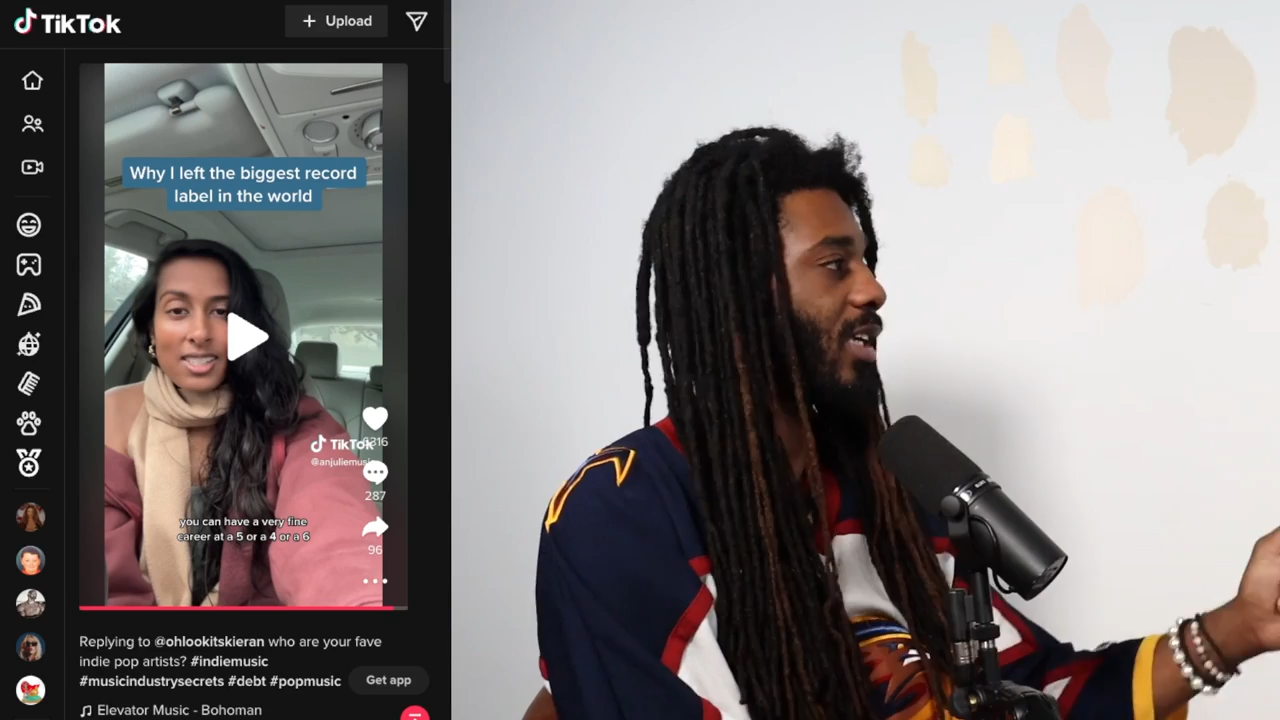 TikTok
+ Upload
Why I left the biggest record
label in the world
TikTok
6316
@anjuliemusic
287
you can have a very fine
career at a 5 or a 4 or a 6
96
Replying to @ohlookitskieran who are your fave
indie pop artists? #indiemusic
#musicindustrysecrets #debt #popmusic
Get app
Elevator Music - Bohoman